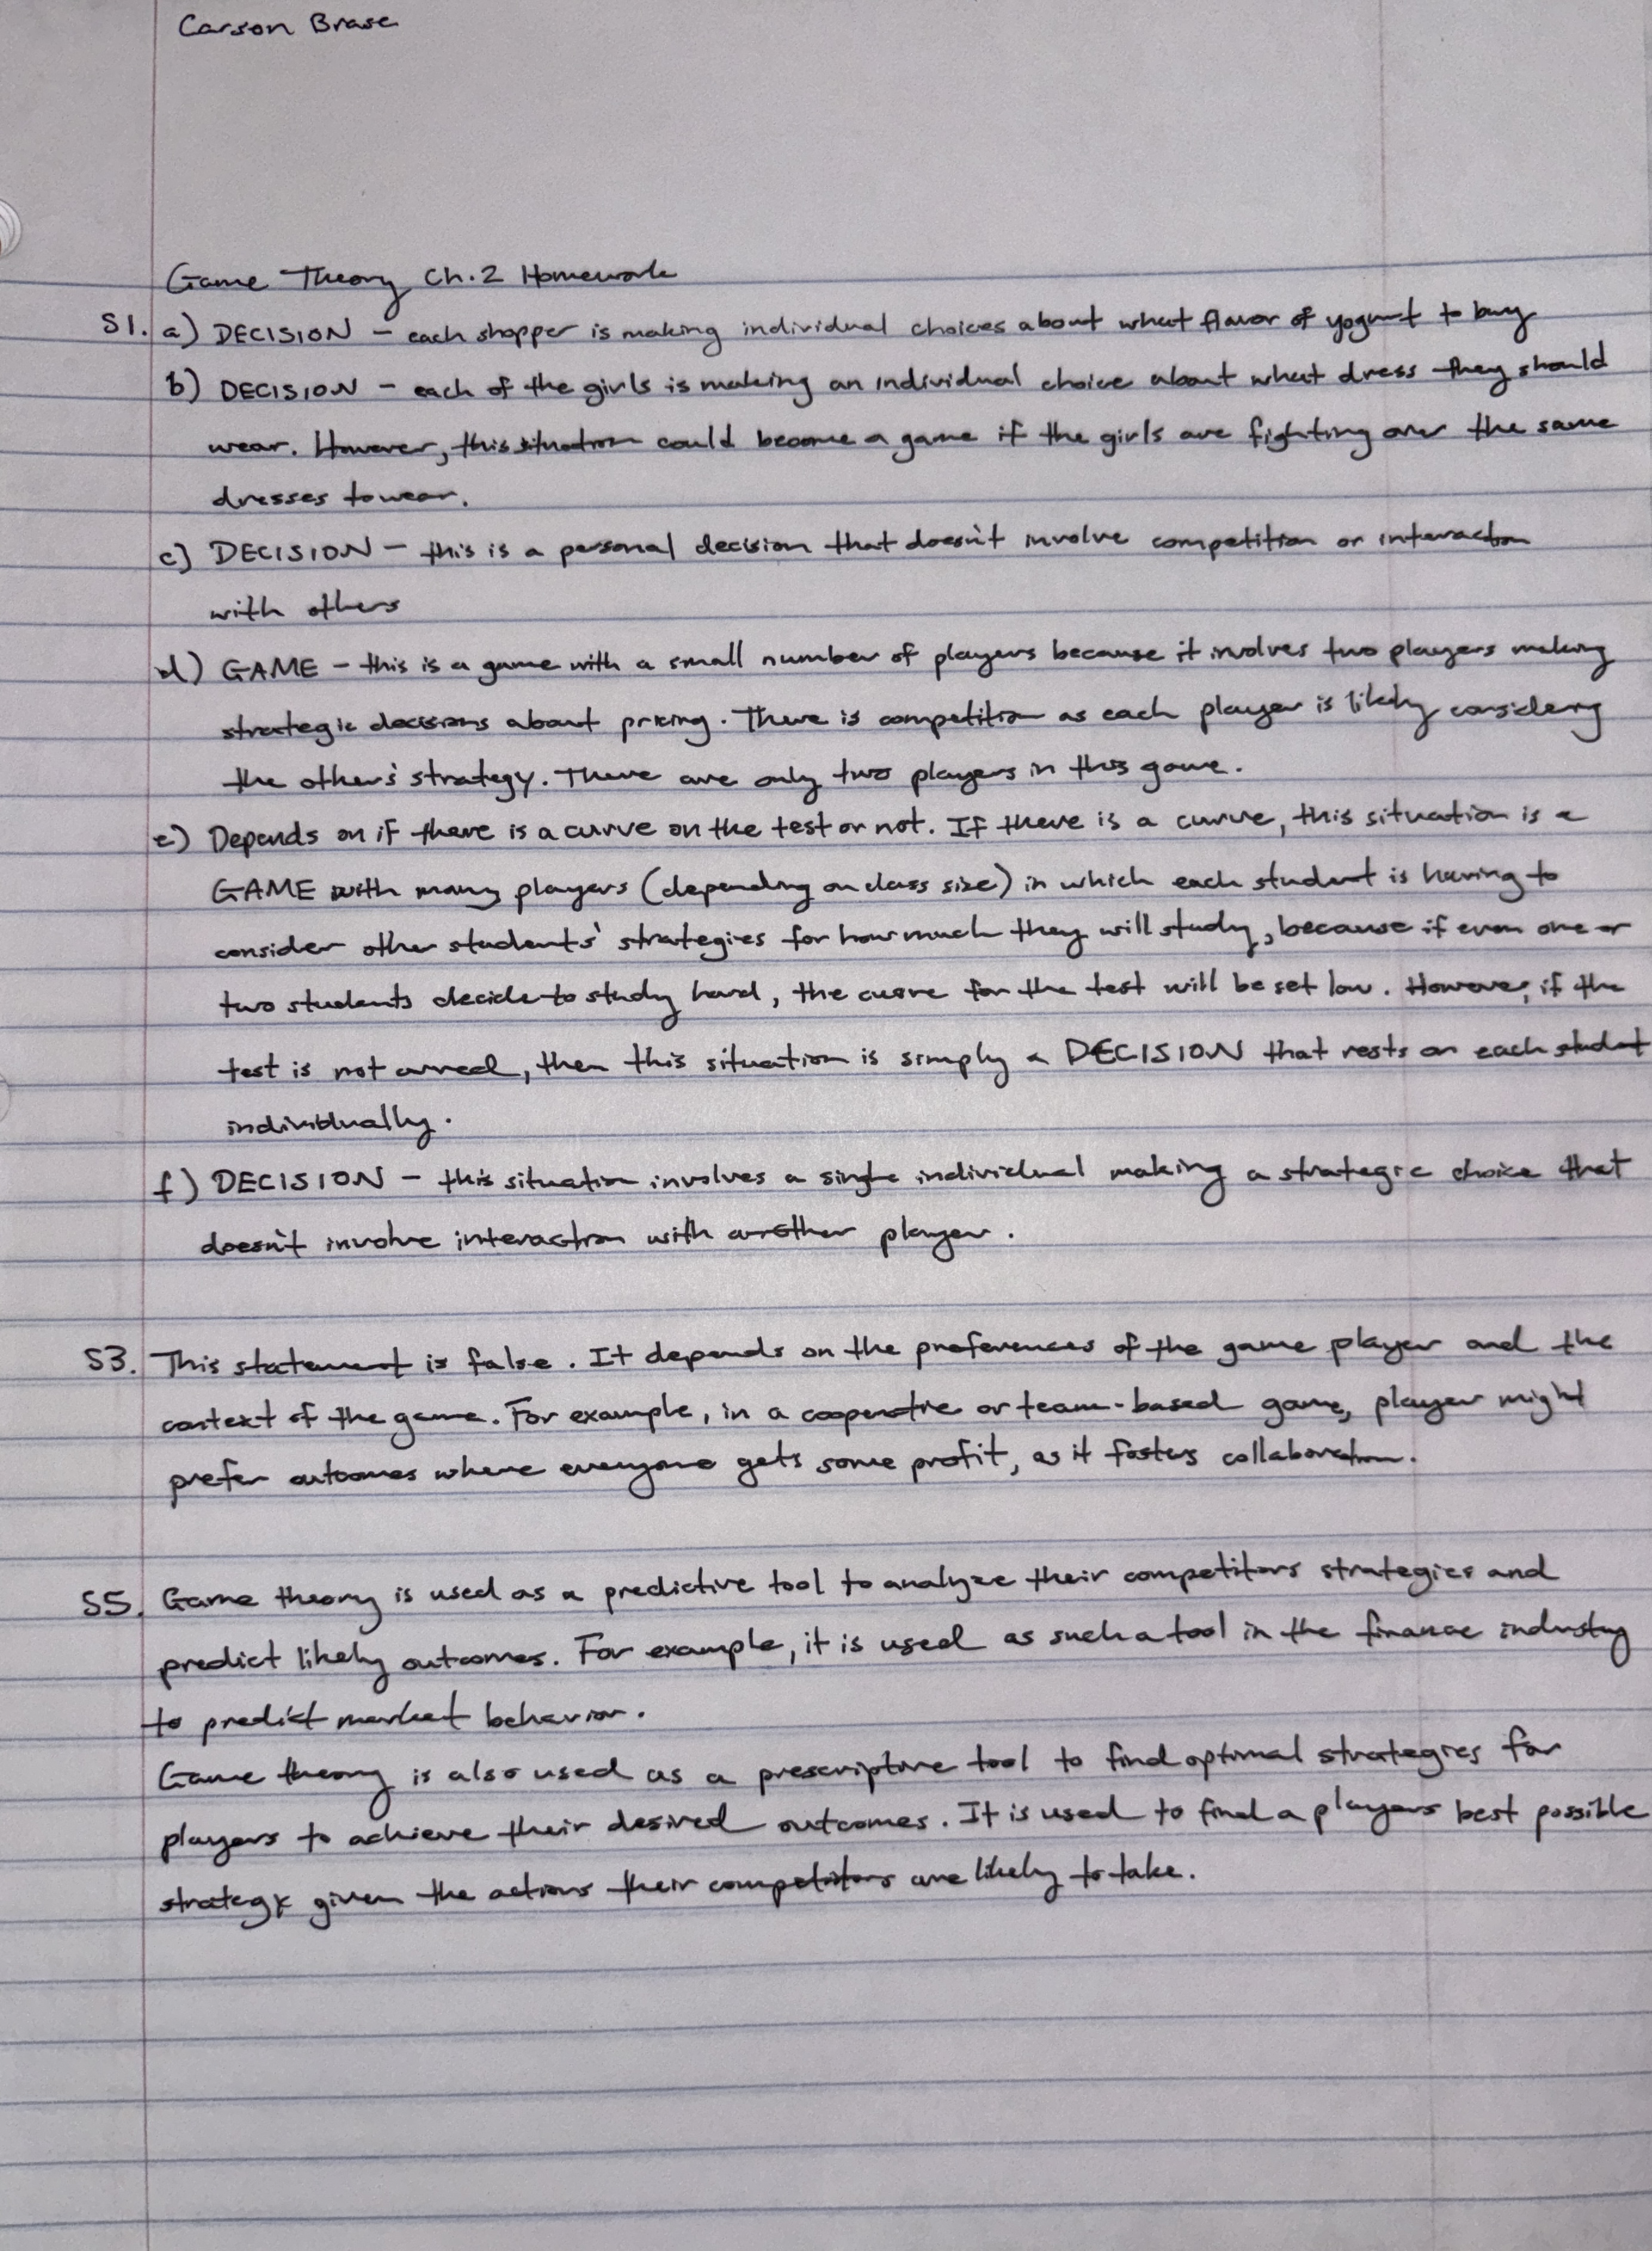 Carson Brase
Game Theory Ch.2 Homework
S1. a) DECISION - each shopper is making individual choices about what flavor of yogurt to buy
b) DECISION - each of the girls is making an individual choice about what dress they should
wear. However, this situation could become a game if the girls are fighting over the same
dresses to wear.
c) DECISION - this is a personal decision that doesn't involve competition or interaction
with others
d) GAME - this is a game with a small number of players because it involves two players making
strategic decisions about pricing. There is competition as each player is likely considering
the other's strategy. There are only two players in this game.
e) Depends on if there is a curve on the test or not. If there is a curve, this situation is a
GAME with many players (depending on class size) in which each student is having to
consider other students' strategies for how much they will study, because if even one or
two students decide to study hard, the curve for the test will be set low. However, if the
test is not curved, then this situation is simply a DECISION that rests on each student
individually.
f) DECISION - this situation involves a single individual making a strategic choice that
doesn't involve interaction with another player.
S3. This statement is false. It depends on the preferences of the game player and the
context of the game. For example, in a cooperative or team-based game, player might
prefer outcomes where everyone gets some profit, as it fosters collaboration.
S5. Game theory is used as a predictive tool to analyze their competitors strategies and
predict likely outcomes. For example, it is used as such a tool in the finance industry
to predict market behavior.
Game theory is also used as a prescriptive tool to find optimal strategies for
players to achieve their desired outcomes. It is used to find a players best possible
strategy given the actions their competitors are likely to take.